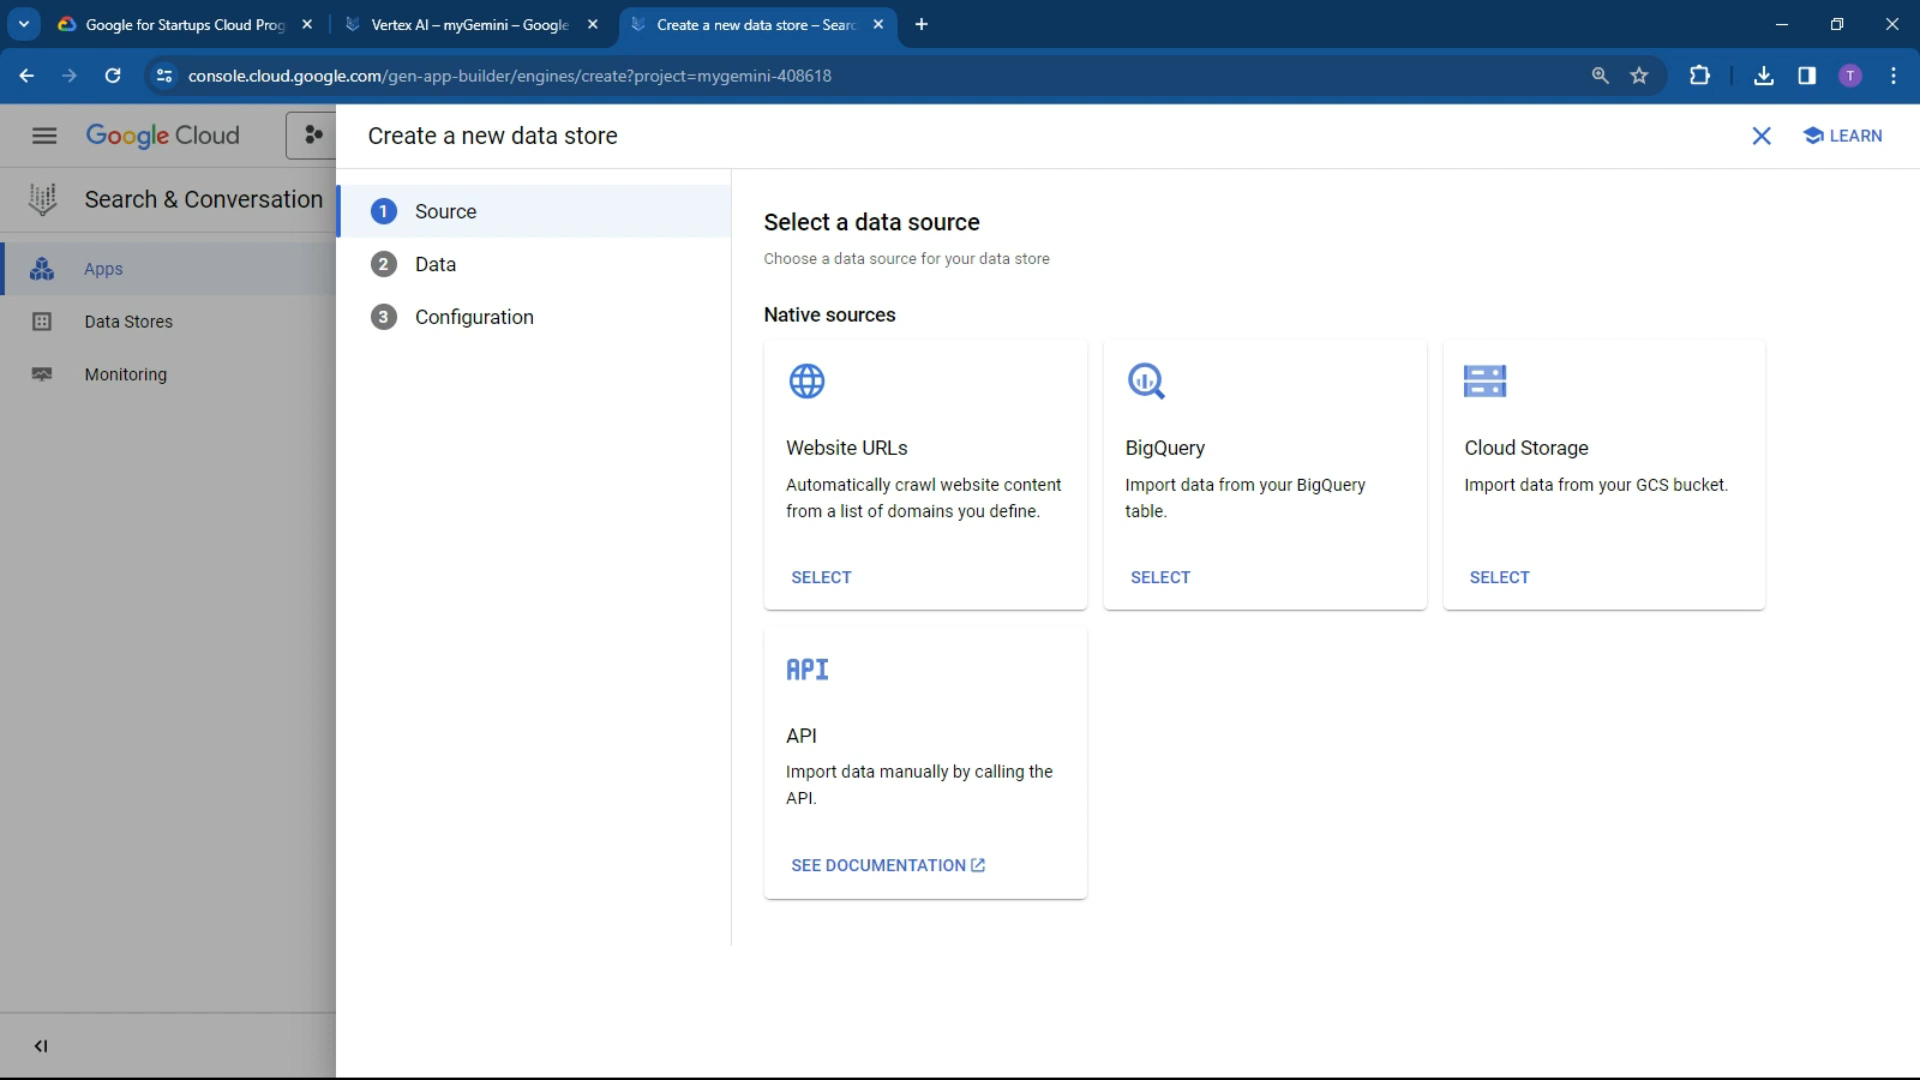 Google for Startups Cloud Prog
Vertex AI – myGemini – Google
Create a new data store – Searc
console.cloud.google.com/gen-app-builder/engines/create?project=mygemini-408618
T
Google Cloud
Create a new data store
LEARN
Search & Conversation
Apps
Data Stores
Monitoring
1 Source
2 Data
3 Configuration
Select a data source
Choose a data source for your data store
Native sources
Website URLs
Automatically crawl website content
from a list of domains you define.
SELECT
BigQuery
Import data from your BigQuery
table.
SELECT
Cloud Storage
Import data from your GCS bucket.
SELECT
API
API
Import data manually by calling the
API.
SEE DOCUMENTATION